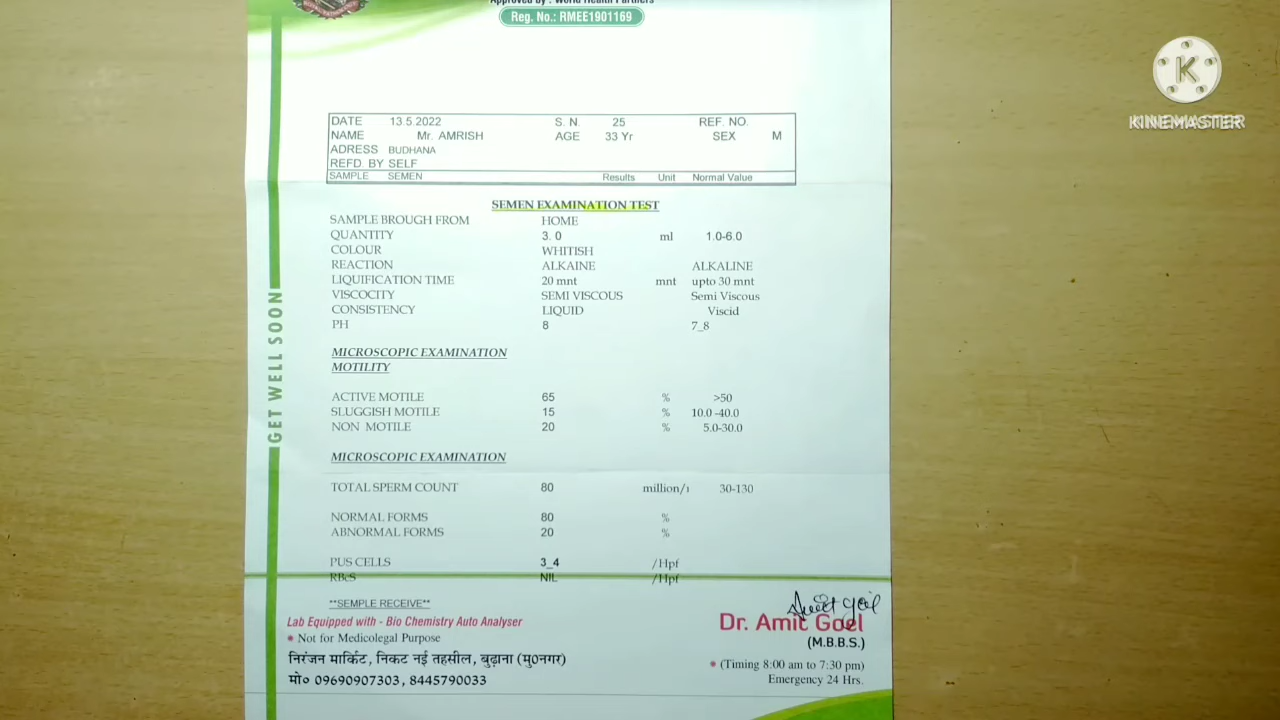 Approved by : World Health Partners
Reg. No.: RMEE1901169
KINEMASTER
DATE 13.5.2022 S. N. 25 REF. NO.
NAME Mr. AMRISH AGE 33 Yr SEX M
ADRESS BUDHANA
REFD. BY SELF
SAMPLE SEMEN Results Unit Normal Value
SEMEN EXAMINATION TEST
SAMPLE BROUGH FROM HOME
QUANTITY 3. 0 ml 1.0-6.0
COLOUR WHITISH
REACTION ALKAINE ALKALINE
LIQUIFICATION TIME 20 mnt mnt upto 30 mnt
VISCOCITY SEMI VISCOUS Semi Viscous
CONSISTENCY LIQUID Viscid
PH 8 7_8
MICROSCOPIC EXAMINATION
MOTILITY
ACTIVE MOTILE 65 % >50
SLUGGISH MOTILE 15 % 10.0 -40.0
NON MOTILE 20 % 5.0-30.0
MICROSCOPIC EXAMINATION
TOTAL SPERM COUNT 80 million/ 30-130
NORMAL FORMS 80 %
ABNORMAL FORMS 20 %
PUS CELLS 3_4 /Hpf
RBcS NIL /Hpf
**SEMPLE RECEIVE**
GET WELL SOON
Lab Equipped with - Bio Chemistry Auto Analyser
Not for Medicolegal Purpose
निरंजन मार्किट, निकट नई तहसील, बुढ़ाना (मु०नगर)
मो० 09690907303, 8445790033
Amit Goel
Dr. Amit Goel
(M.B.B.S.)
(Timing 8:00 am to 7:30 pm)
Emergency 24 Hrs.